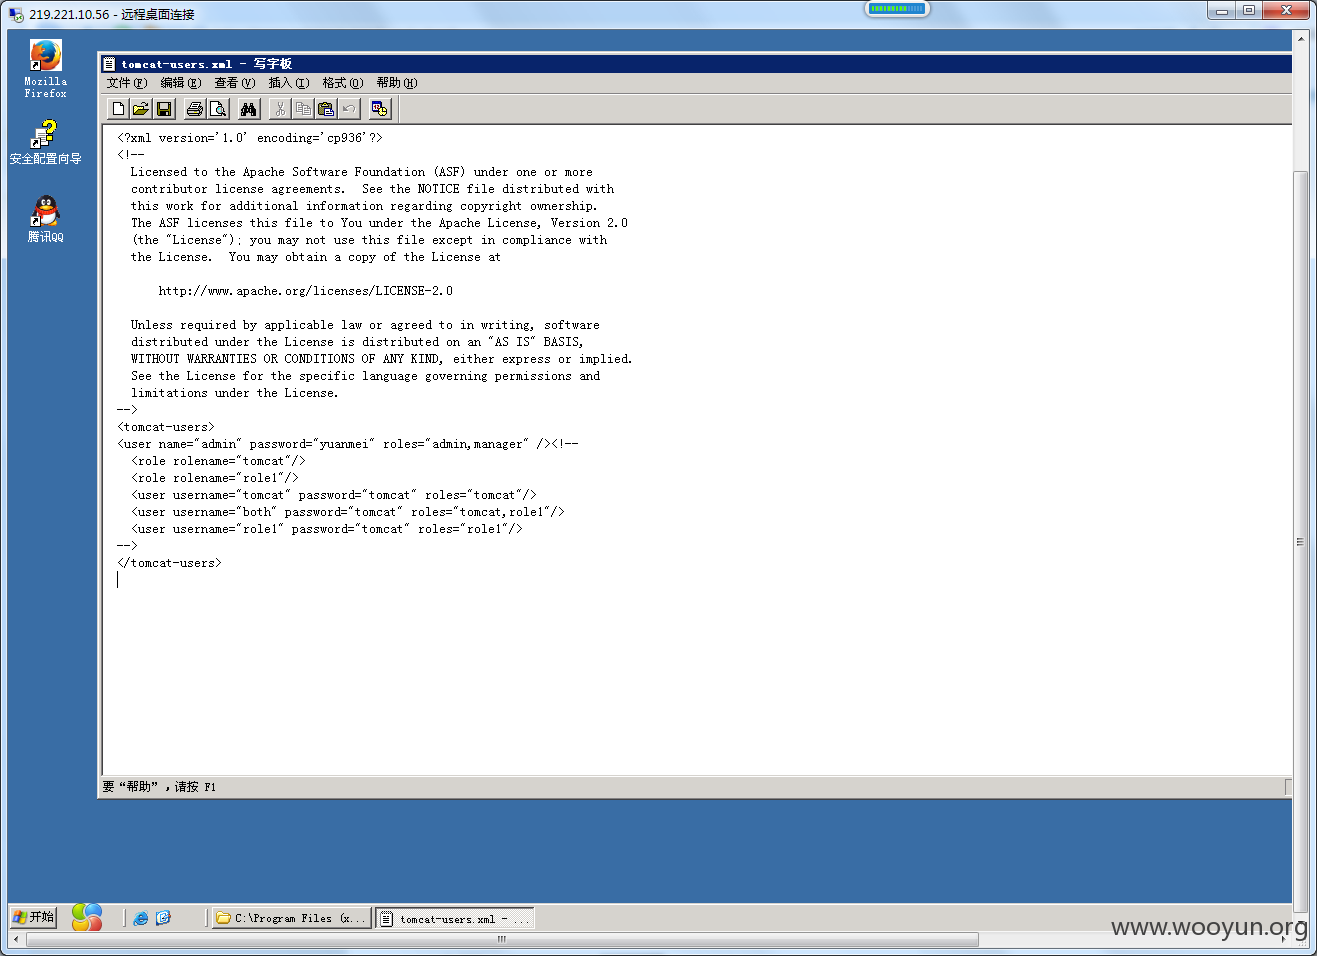 219.221.10.56 - 远程桌面连接
Mozilla
Firefox
安全配置向导
腾讯QQ
tomcat-users.xml - 写字板
文件(F) 编辑(E) 查看(V) 插入(I) 格式(O) 帮助(H)
<?xml version='1.0' encoding='cp936'?>
<!--
Licensed to the Apache Software Foundation (ASF) under one or more
contributor license agreements.  See the NOTICE file distributed with
this work for additional information regarding copyright ownership.
The ASF licenses this file to You under the Apache License, Version 2.0
(the "License"); you may not use this file except in compliance with
the License.  You may obtain a copy of the License at
http://www.apache.org/licenses/LICENSE-2.0
Unless required by applicable law or agreed to in writing, software
distributed under the License is distributed on an "AS IS" BASIS,
WITHOUT WARRANTIES OR CONDITIONS OF ANY KIND, either express or implied.
See the License for the specific language governing permissions and
limitations under the License.
-->
<tomcat-users>
<user name="admin" password="yuanmei" roles="admin,manager" /><!--
<role rolename="tomcat"/>
<role rolename="role1"/>
<user username="tomcat" password="tomcat" roles="tomcat"/>
<user username="both" password="tomcat" roles="tomcat,role1"/>
<user username="role1" password="tomcat" roles="role1"/>
-->
</tomcat-users>
要“帮助”，请按 F1
开始
C:\Program Files (x...
tomcat-users.xml - ...
www.wooyun.org